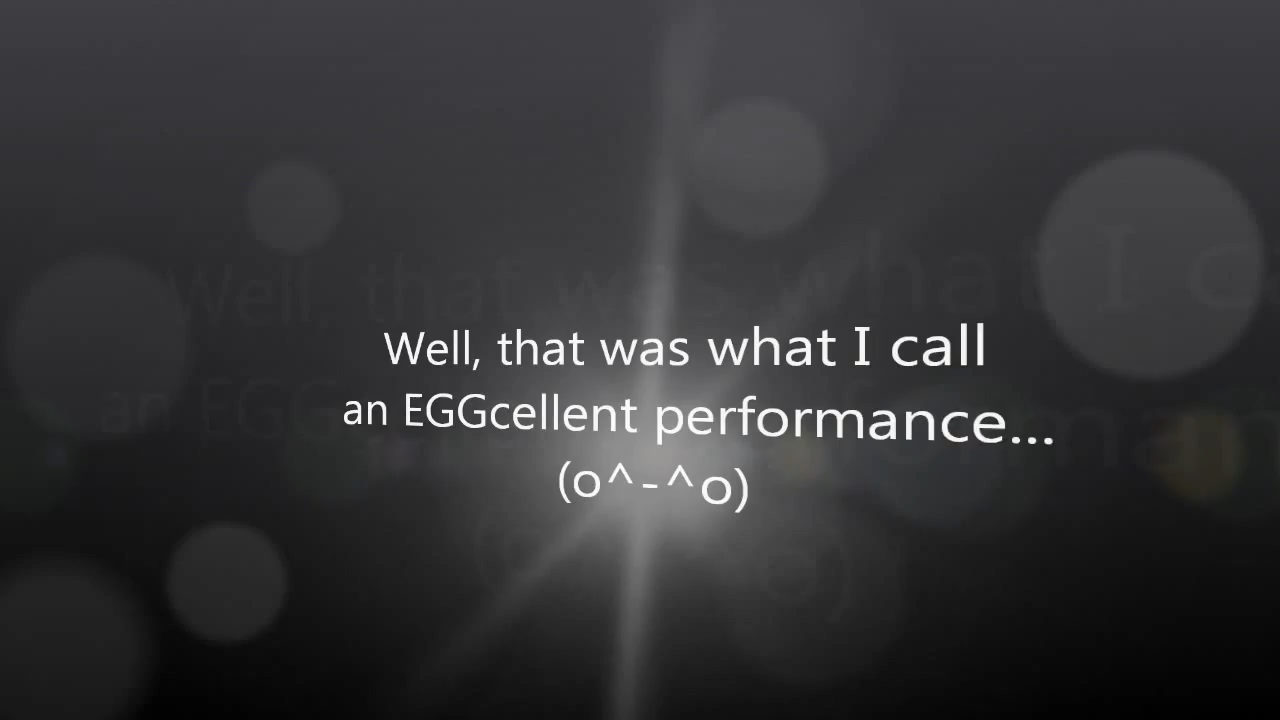 Well, that was what I call
an EGGcellent performance...
(o^-^o)